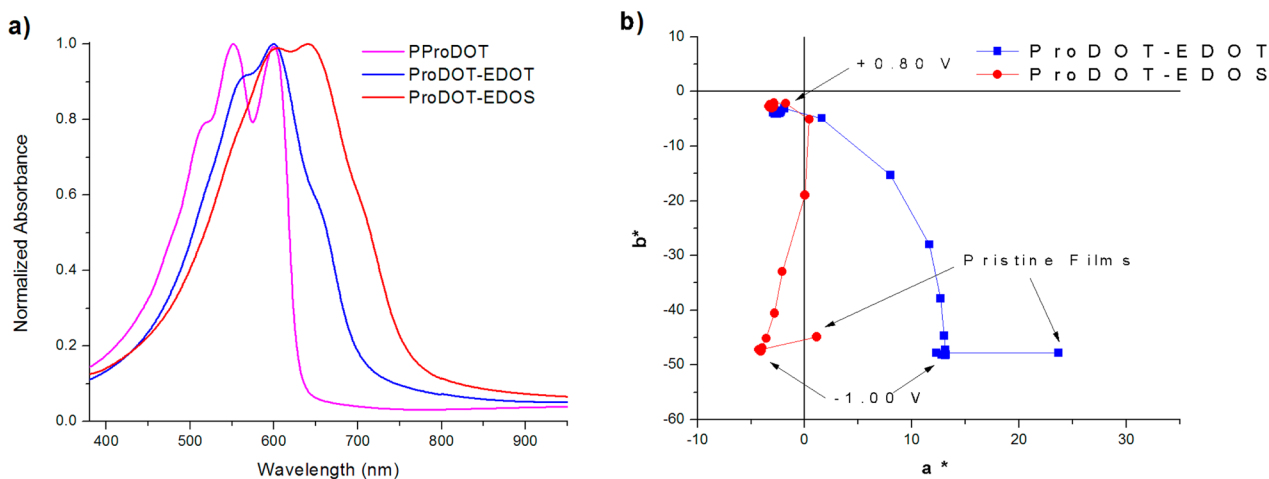 a)
PProDOT
ProDOT-EDOT
ProDOT-EDOS
1.0
0.8
0.6
0.4
0.2
0.0
Normalized Absorbance
400 500 600 700 800 900
Wavelength (nm)
b)
ProDOT-EDOT
ProDOT-EDOS
+0.80 V
Pristine Films
-1.00 V
10
0
-10
-20
-30
-40
-50
-60
b*
-10 0 10 20 30
a *